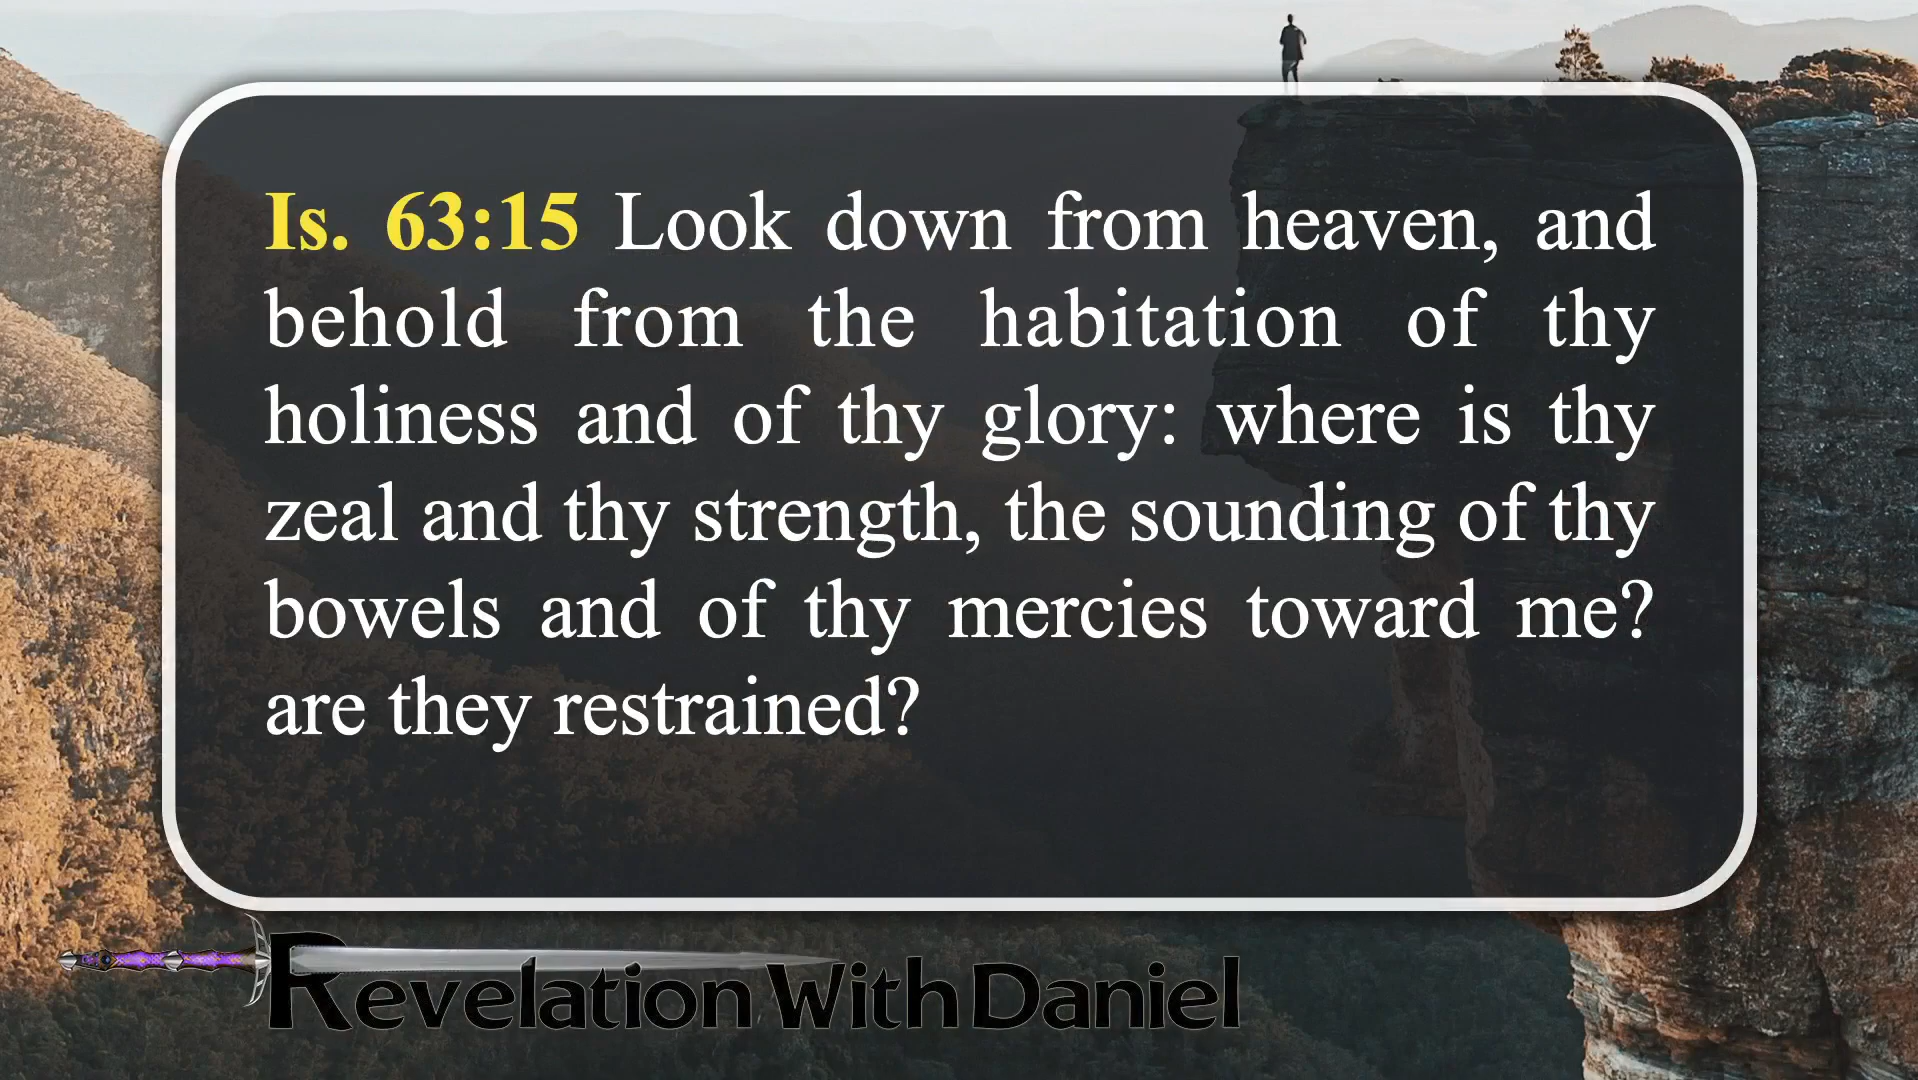 Is. 63:15 Look down from heaven, and
behold from the habitation of thy
holiness and of thy glory: where is thy
zeal and thy strength, the sounding of thy
bowels and of thy mercies toward me?
are they restrained?
Revelation With Daniel